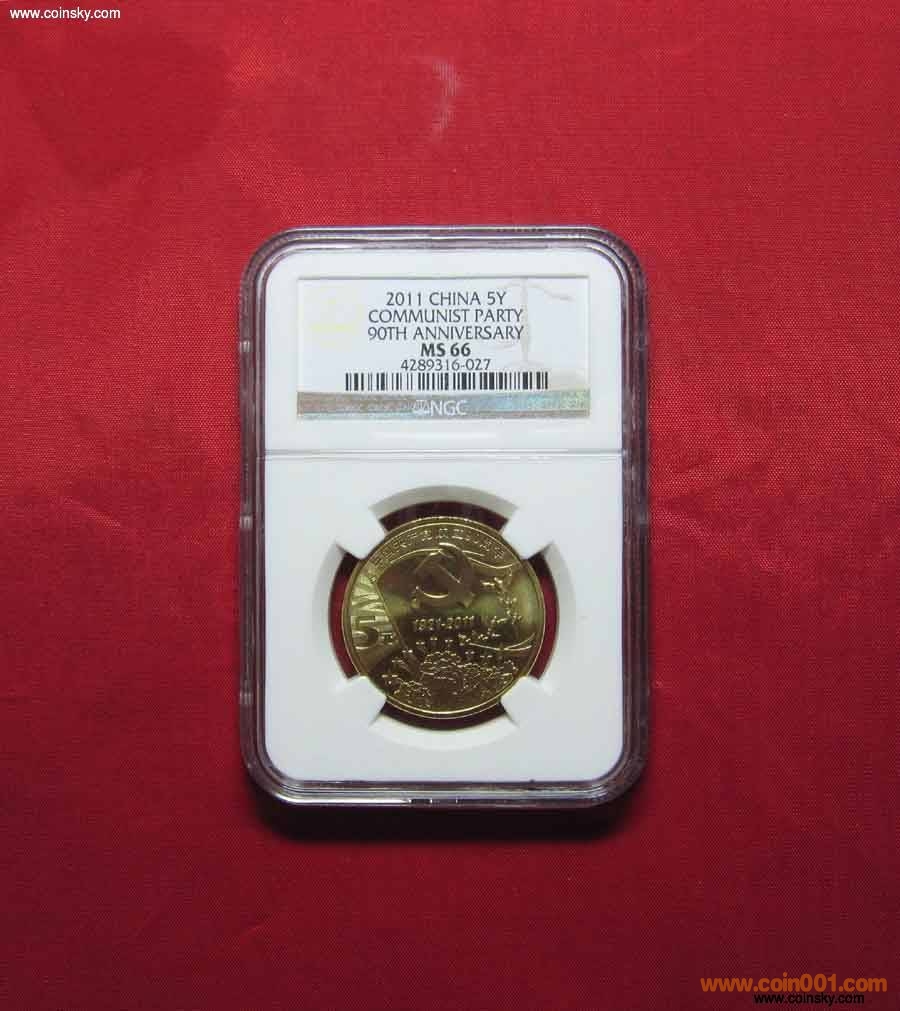 www.coinsky.com
2011 CHINA 5Y
COMMUNIST PARTY
90TH ANNIVERSARY
MS 66
4289316-027
NGC
1921-2011
5
www.coin001.com
www.coinsky.com